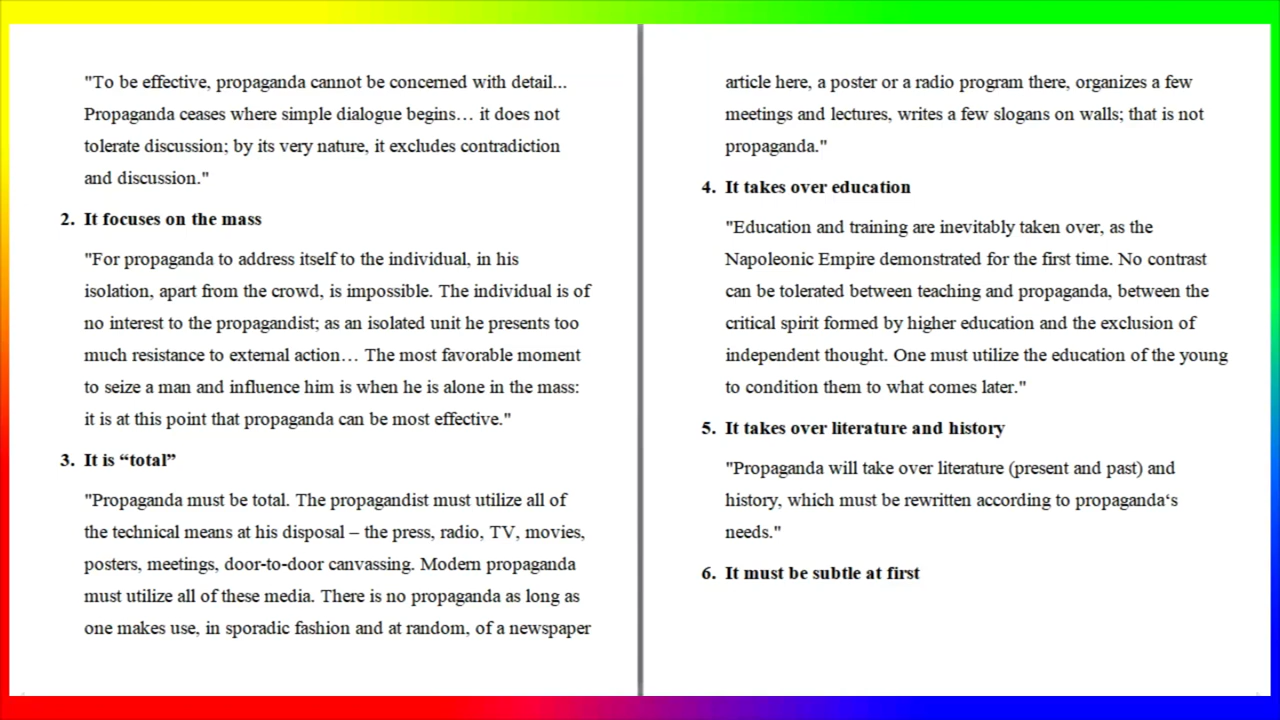 "To be effective, propaganda cannot be concerned with detail...
Propaganda ceases where simple dialogue begins… it does not
tolerate discussion; by its very nature, it excludes contradiction
and discussion."
2. It focuses on the mass
"For propaganda to address itself to the individual, in his
isolation, apart from the crowd, is impossible. The individual is of
no interest to the propagandist; as an isolated unit he presents too
much resistance to external action… The most favorable moment
to seize a man and influence him is when he is alone in the mass:
it is at this point that propaganda can be most effective."
3. It is “total”
"Propaganda must be total. The propagandist must utilize all of
the technical means at his disposal – the press, radio, TV, movies,
posters, meetings, door-to-door canvassing. Modern propaganda
must utilize all of these media. There is no propaganda as long as
one makes use, in sporadic fashion and at random, of a newspaper
article here, a poster or a radio program there, organizes a few
meetings and lectures, writes a few slogans on walls; that is not
propaganda."
4. It takes over education
"Education and training are inevitably taken over, as the
Napoleonic Empire demonstrated for the first time. No contrast
can be tolerated between teaching and propaganda, between the
critical spirit formed by higher education and the exclusion of
independent thought. One must utilize the education of the young
to condition them to what comes later."
5. It takes over literature and history
"Propaganda will take over literature (present and past) and
history, which must be rewritten according to propaganda‘s
needs."
6. It must be subtle at first